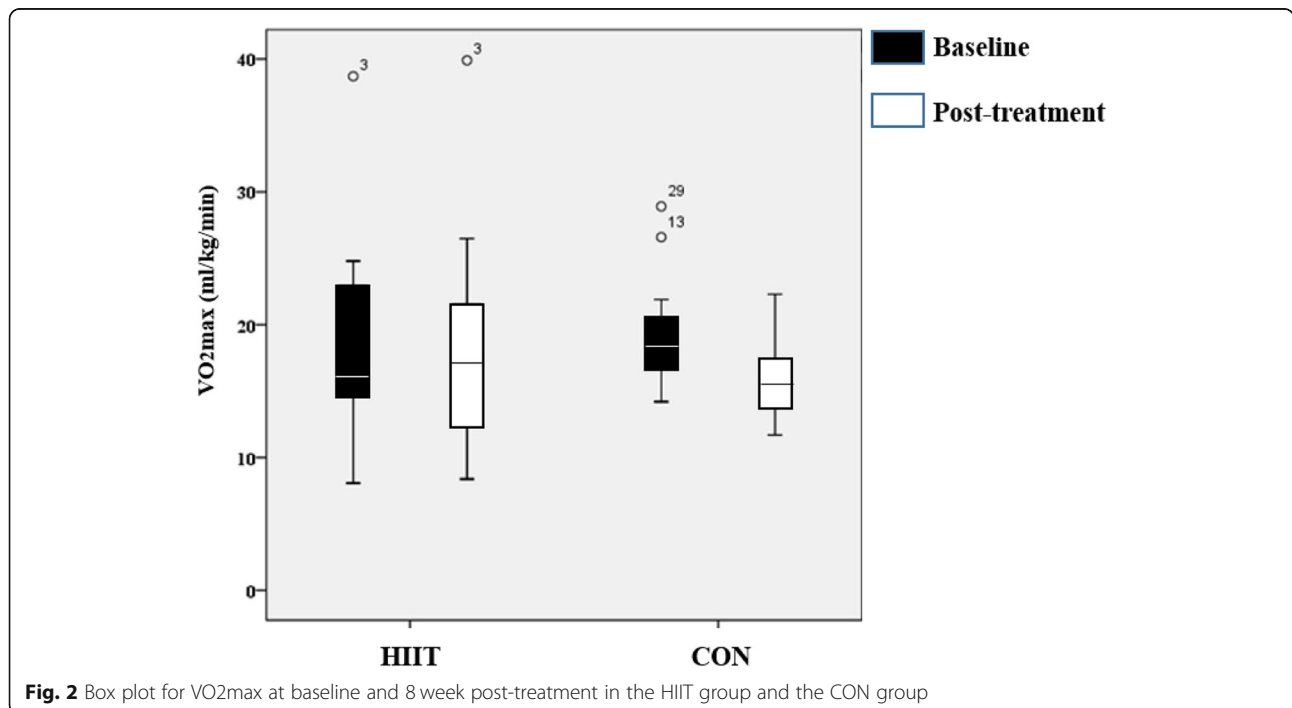 Baseline
Post-treatment
VO2max (ml/kg/min)
40
30
20
10
0
3
3
29
13
HIIT
CON
Fig. 2 Box plot for VO2max at baseline and 8 week post-treatment in the HIIT group and the CON group